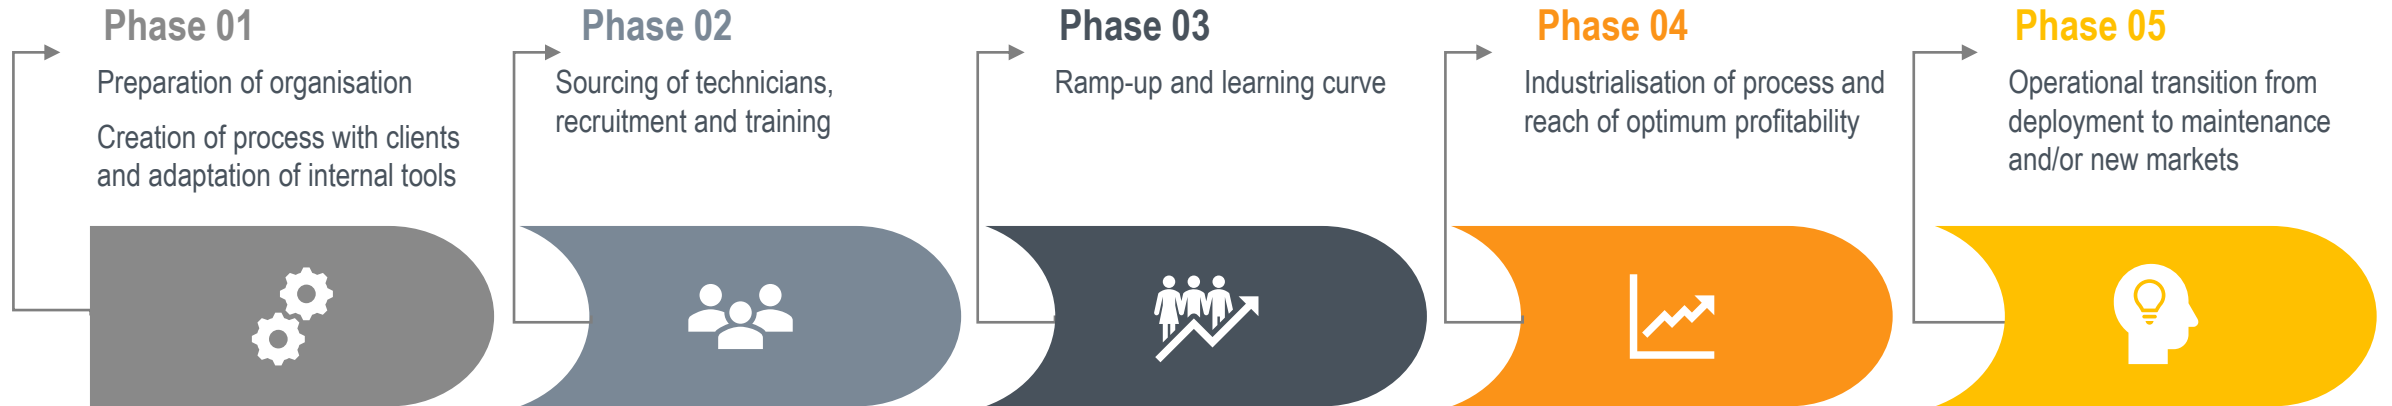 Phase 01
Preparation of organisation
Creation of process with clients
and adaptation of internal tools
Phase 02
Sourcing of technicians,
recruitment and training
Phase 03
Ramp-up and learning curve
Phase 04
Industrialisation of process and
reach of optimum profitability
Phase 05
Operational transition from
deployment to maintenance
and/or new markets